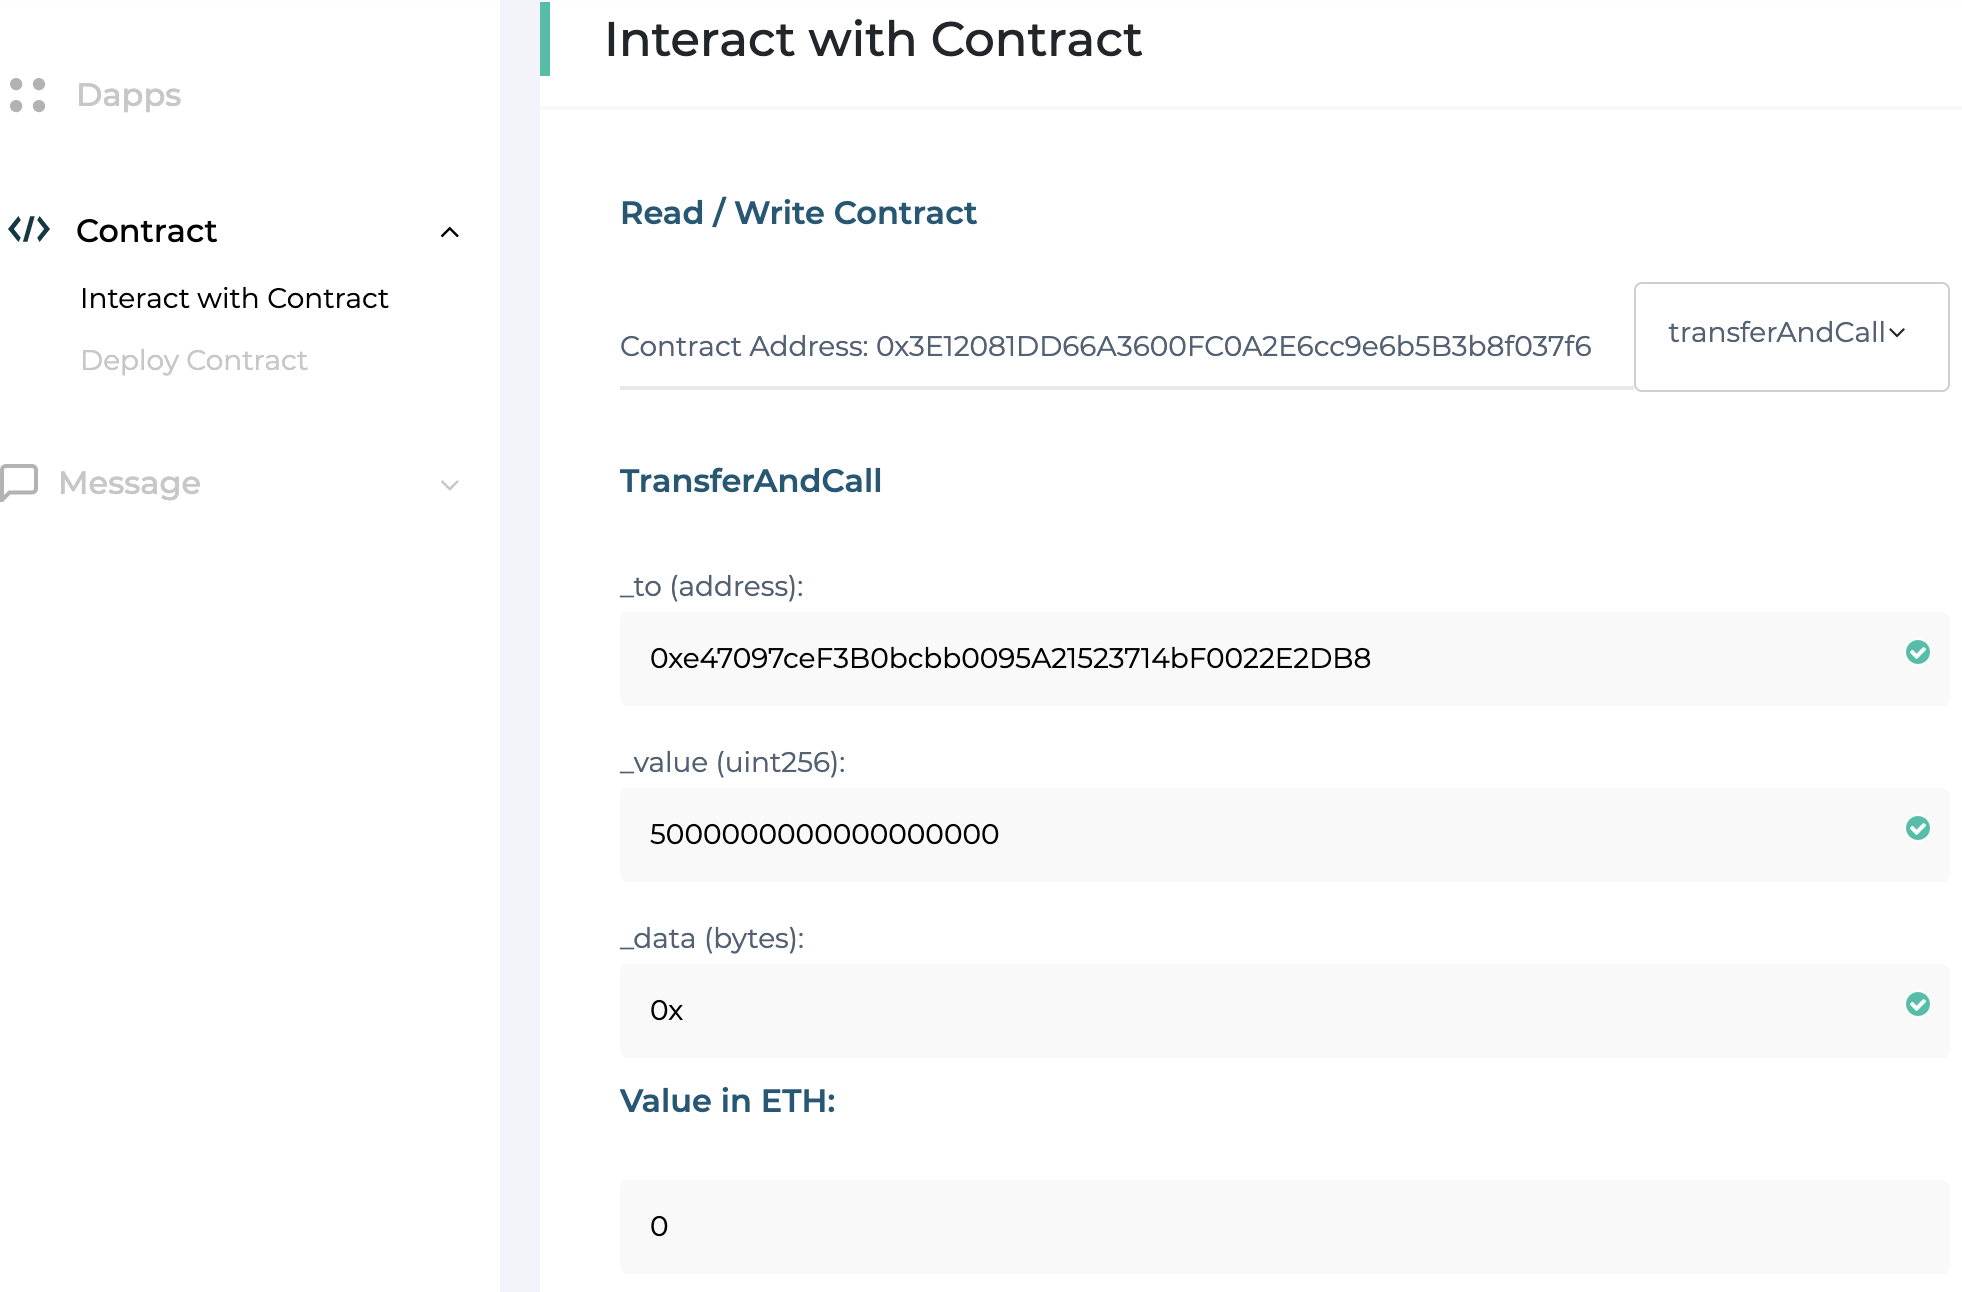 Interact with Contract
Dapps
Contract
Interact with Contract
Deploy Contract
Message
Read / Write Contract
Contract Address: 0x3E12081DD66A3600FC0A2E6cc9e6b5B3b8f037f6
transferAndCall
TransferAndCall
_to (address):
0xe47097ceF3B0bcbb0095A21523714bF0022E2DB8
_value (uint256):
5000000000000000000
_data (bytes):
0x
Value in ETH:
0